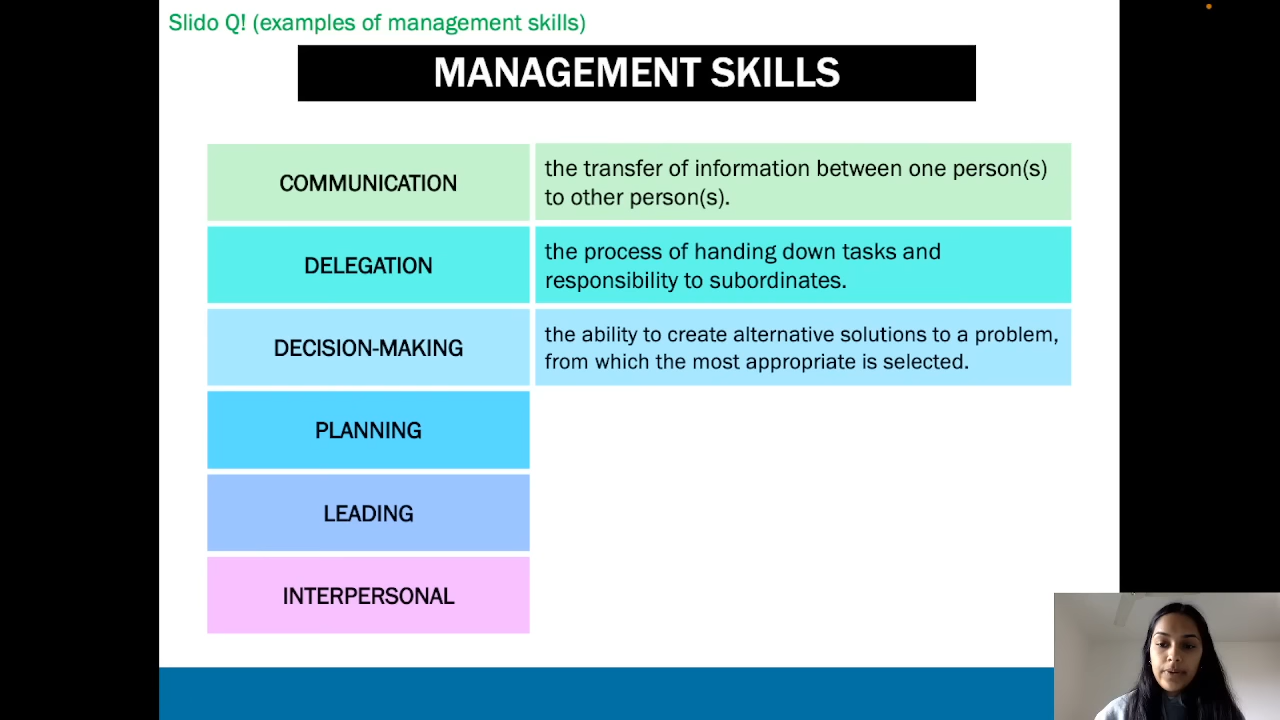 Slido Q! (examples of management skills)
MANAGEMENT SKILLS
COMMUNICATION
the transfer of information between one person(s)
to other person(s).
DELEGATION
the process of handing down tasks and
responsibility to subordinates.
DECISION-MAKING
the ability to create alternative solutions to a problem,
from which the most appropriate is selected.
PLANNING
LEADING
INTERPERSONAL